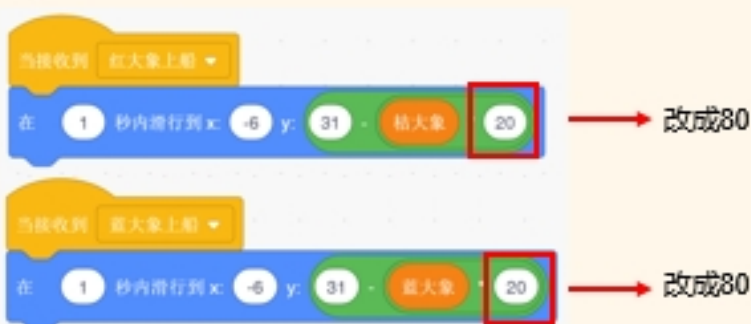 当接收到 红大象上船
在 1 秒内滑行到 x: -6 y: 31 - 桔大象 * 20 改成80
当接收到 蓝大象上船
在 1 秒内滑行到 x: -6 y: 31 - 蓝大象 * 20 改成80